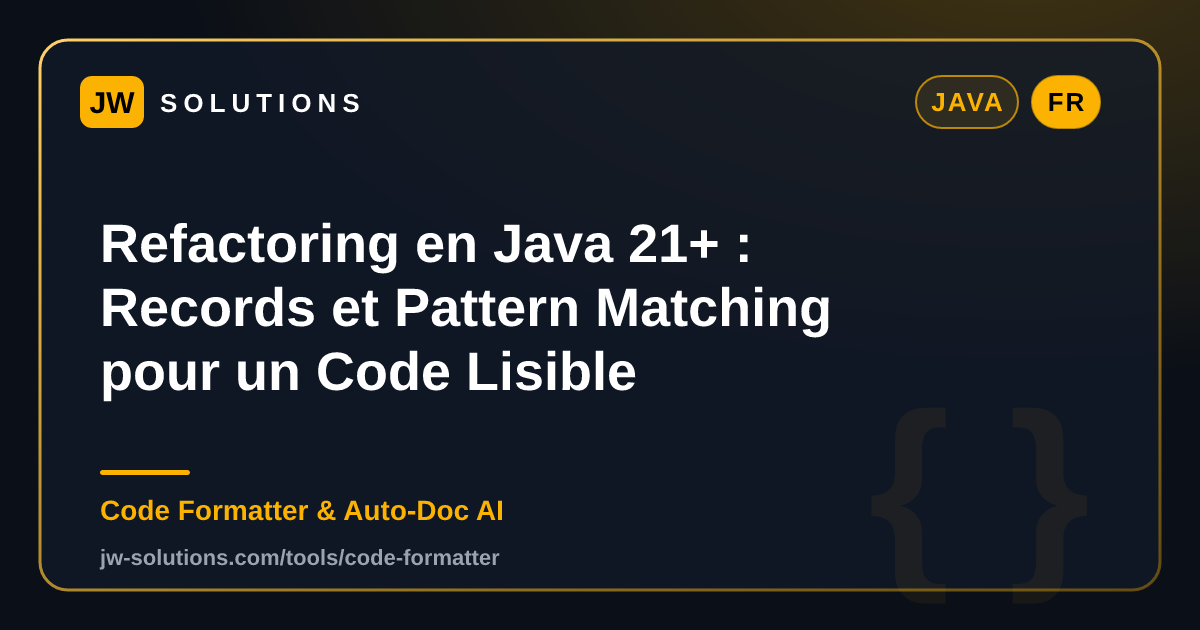 JW SOLUTIONS
JAVA FR
Refactoring en Java 21+ :
Records et Pattern Matching
pour un Code Lisible
{ }
Code Formatter & Auto-Doc AI
jw-solutions.com/tools/code-formatter